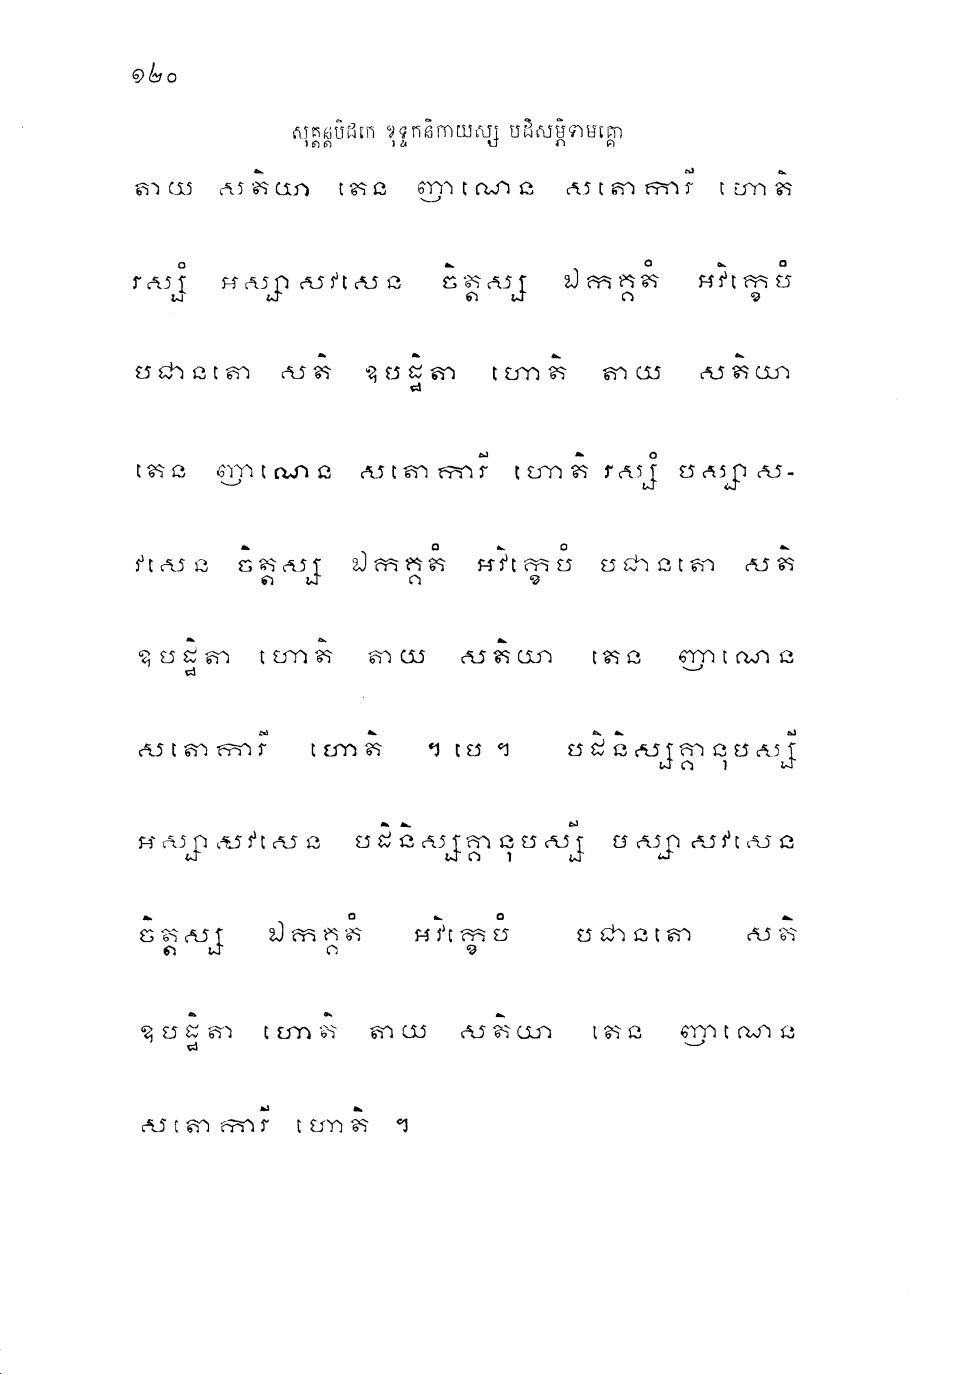 ១២០
សុត្តន្តបិដកេ ខុទ្ទកនិកាយស្ស បដិសម្ភិទាមគ្គោ
តាយ សតិយា តេន ញាណេន សតោការី ហោតិ
រស្សំ អស្សាសវសេន ចិត្តស្ស ឯកគ្គតំ អវិក្ខេបំ
បជានតោ សតិ ឧបដ្ឋិតា ហោតិ តាយ សតិយា
តេន ញាណេន សតោការី ហោតិ រស្សំ បស្សាស-
វសេន ចិត្តស្ស ឯកគ្គតំ អវិក្ខេបំ បជានតោ សតិ
ឧបដ្ឋិតា ហោតិ តាយ សតិយា តេន ញាណេន
សតោការី ហោតិ ។ បេ ។ បដិនិស្សគ្គានុបស្សី
អស្សាសវសេន បដិនិស្សគ្គានុបស្សី បស្សាសវសេន
ចិត្តស្ស ឯកគ្គតំ អវិក្ខេបំ បជានតោ សតិ
ឧបដ្ឋិតា ហោតិ តាយ សតិយា តេន ញាណេន
សតោការី ហោតិ ។